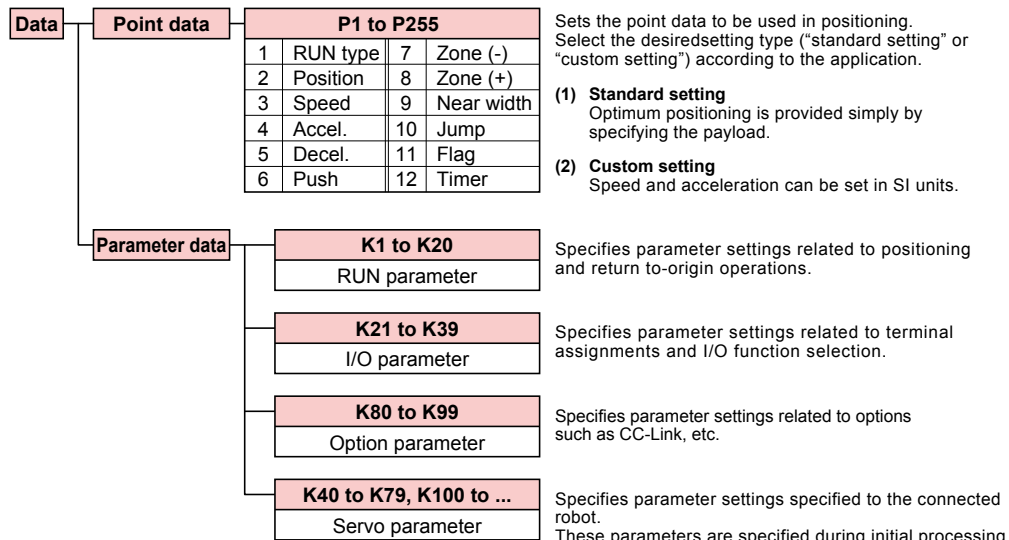 Data
Point data
P1 to P255
1 RUN type 7 Zone (-)
2 Position 8 Zone (+)
3 Speed 9 Near width
4 Accel. 10 Jump
5 Decel. 11 Flag
6 Push 12 Timer
Sets the point data to be used in positioning.
Select the desiredsetting type (“standard setting” or
“custom setting”) according to the application.
(1) Standard setting
Optimum positioning is provided simply by
specifying the payload.
(2) Custom setting
Speed and acceleration can be set in SI units.
Parameter data
K1 to K20
RUN parameter
Specifies parameter settings related to positioning
and return to-origin operations.
K21 to K39
I/O parameter
Specifies parameter settings related to terminal
assignments and I/O function selection.
K80 to K99
Option parameter
Specifies parameter settings related to options
such as CC-Link, etc.
K40 to K79, K100 to ...
Servo parameter
Specifies parameter settings specified to the connected
robot.
These parameters are specified during initial processing